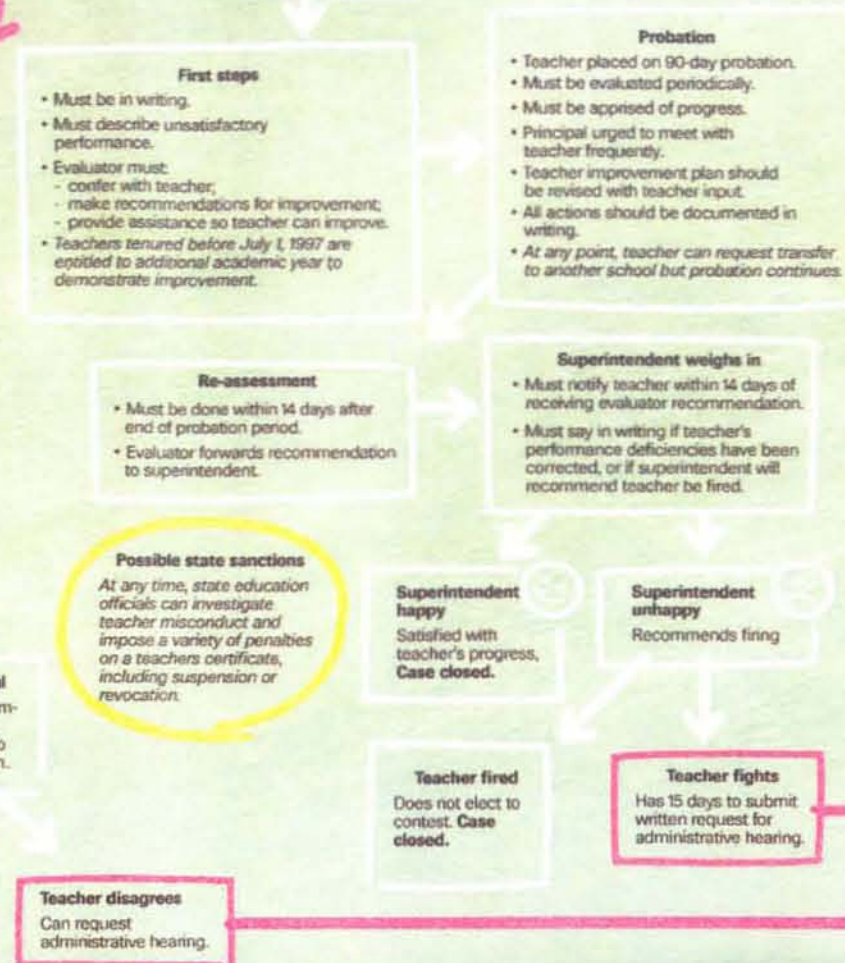 First steps
• Must be in writing.
• Must describe unsatisfactory
performance.
• Evaluator must:
- confer with teacher;
- make recommendations for improvement;
- provide assistance so teacher can improve.
• Teachers tenured before July 1, 1997 are
entitled to additional academic year to
demonstrate improvement.
Probation
• Teacher placed on 90-day probation.
• Must be evaluated periodically.
• Must be apprised of progress.
• Principal urged to meet with
teacher frequently.
• Teacher improvement plan should
be revised with teacher input.
• All actions should be documented in
writing.
• At any point, teacher can request transfer
to another school but probation continues.
Re-assessment
• Must be done within 14 days after
end of probation period.
• Evaluator forwards recommendation
to superintendent.
Superintendent weighs in
• Must notify teacher within 14 days of
receiving evaluator recommendation.
• Must say in writing if teacher's
performance deficiencies have been
corrected, or if superintendent will
recommend teacher be fired.
Possible state sanctions
At any time, state education
officials can investigate
teacher misconduct and
impose a variety of penalties
on a teachers certificate,
including suspension or
revocation.
Superintendent
happy
Satisfied with
teacher's progress,
Case closed.
Superintendent
unhappy
Recommends firing
Teacher fired
Does not elect to
contest. Case
closed.
Teacher fights
Has 15 days to submit
written request for
administrative hearing.
Teacher disagrees
Can request
administrative hearing.